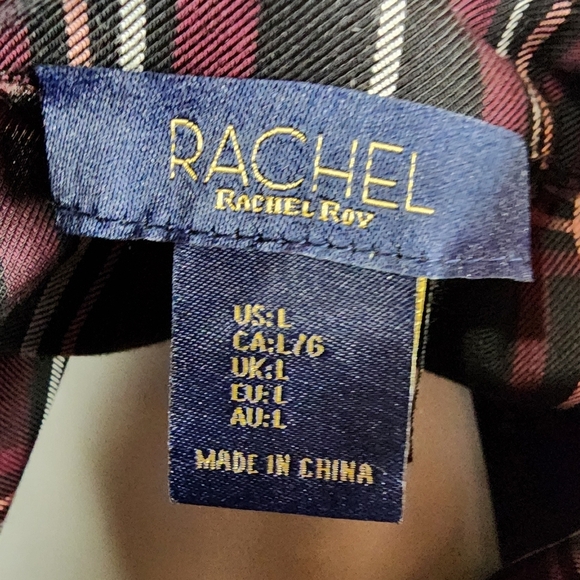 RACHEL
RACHEL ROY
US:L
CA:L/G
UK:L
EU:L
AU:L
MADE IN CHINA